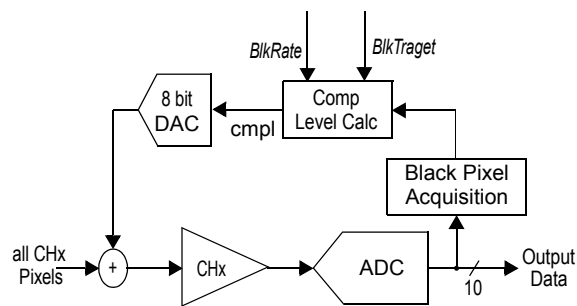 BlkRate
BlkTraget
8 bit
DAC
cmpl
Comp
Level Calc
Black Pixel
Acquisition
all CHx
Pixels
+
CHx
ADC
10
Output
Data